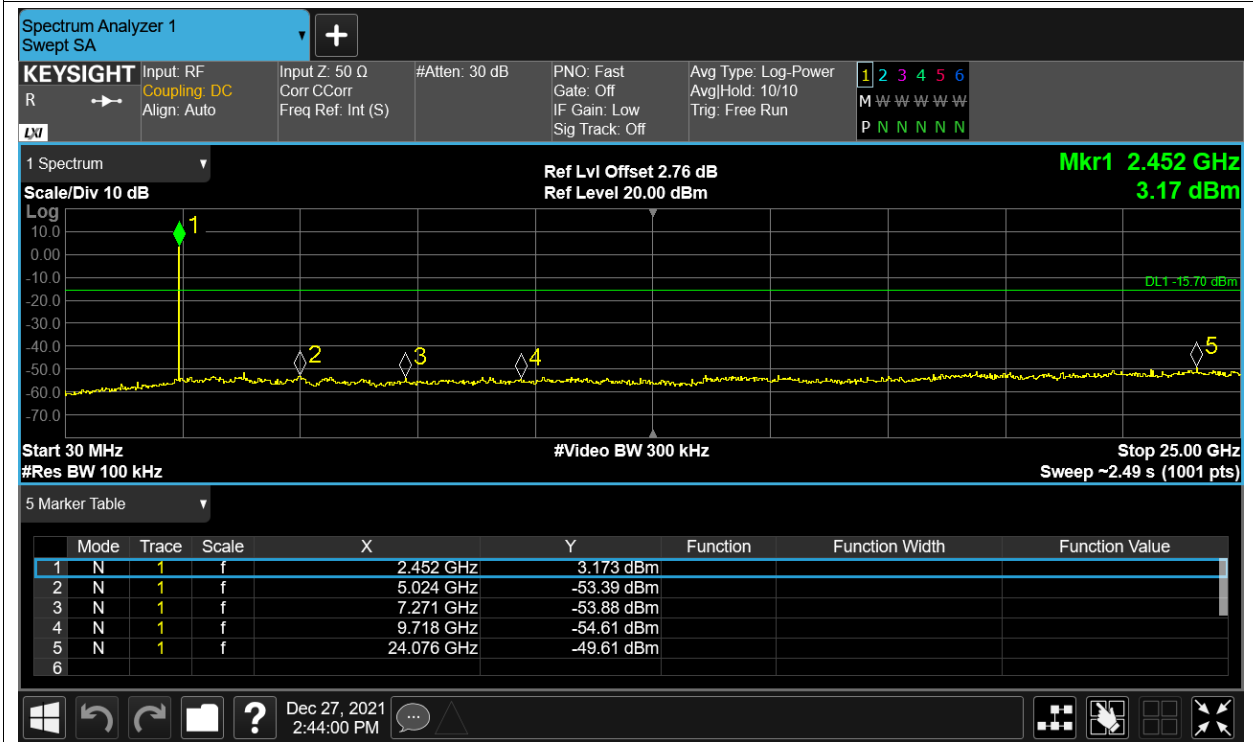 Spectrum Analyzer 1
Swept SA
▼
+
KEYSIGHT
R
LXI
Input: RF
Coupling: DC
Align: Auto
Input Z: 50 Ω
Corr CCorr
Freq Ref: Int (S)
#Atten: 30 dB
PNO: Fast
Gate: Off
IF Gain: Low
Sig Track: Off
Avg Type: Log-Power
Avg|Hold: 10/10
Trig: Free Run
1 2 3 4 5 6
M W W W W W
P N N N N N
1 Spectrum ▼
Scale/Div 10 dB
Ref Lvl Offset 2.76 dB
Ref Level 20.00 dBm
Mkr1 2.452 GHz
3.17 dBm
Log
10.0
0.00
-10.0
-20.0
-30.0
-40.0
-50.0
-60.0
-70.0
1
DL1 -15.70 dBm
2
3
4
5
Start 30 MHz
#Res BW 100 kHz
#Video BW 300 kHz
Stop 25.00 GHz
Sweep ~2.49 s (1001 pts)
5 Marker Table ▼
Mode Trace Scale X Y Function Function Width Function Value
1 N 1 f 2.452 GHz 3.173 dBm
2 N 1 f 5.024 GHz -53.39 dBm
3 N 1 f 7.271 GHz -53.88 dBm
4 N 1 f 9.718 GHz -54.61 dBm
5 N 1 f 24.076 GHz -49.61 dBm
6
?
Dec 27, 2021
2:44:00 PM